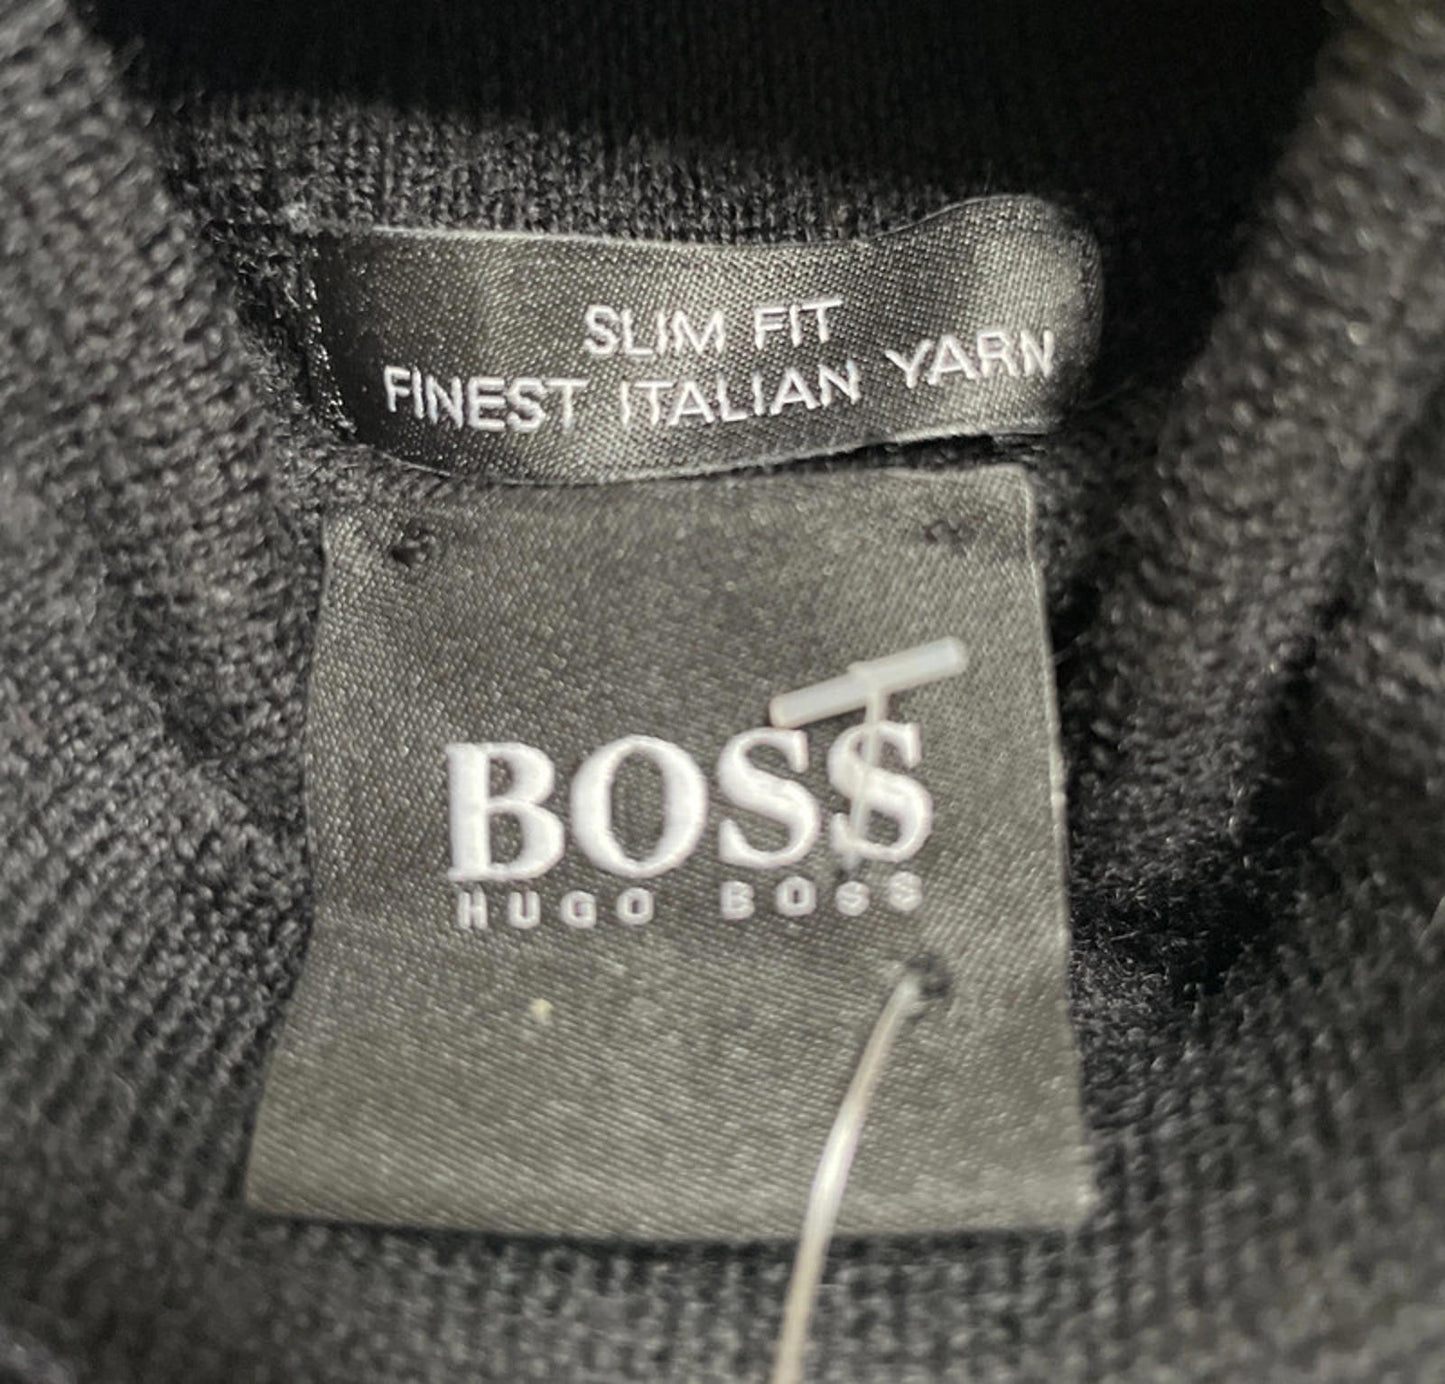 SLIM FIT
FINEST ITALIAN YARN
BOSS
HUGO BOSS